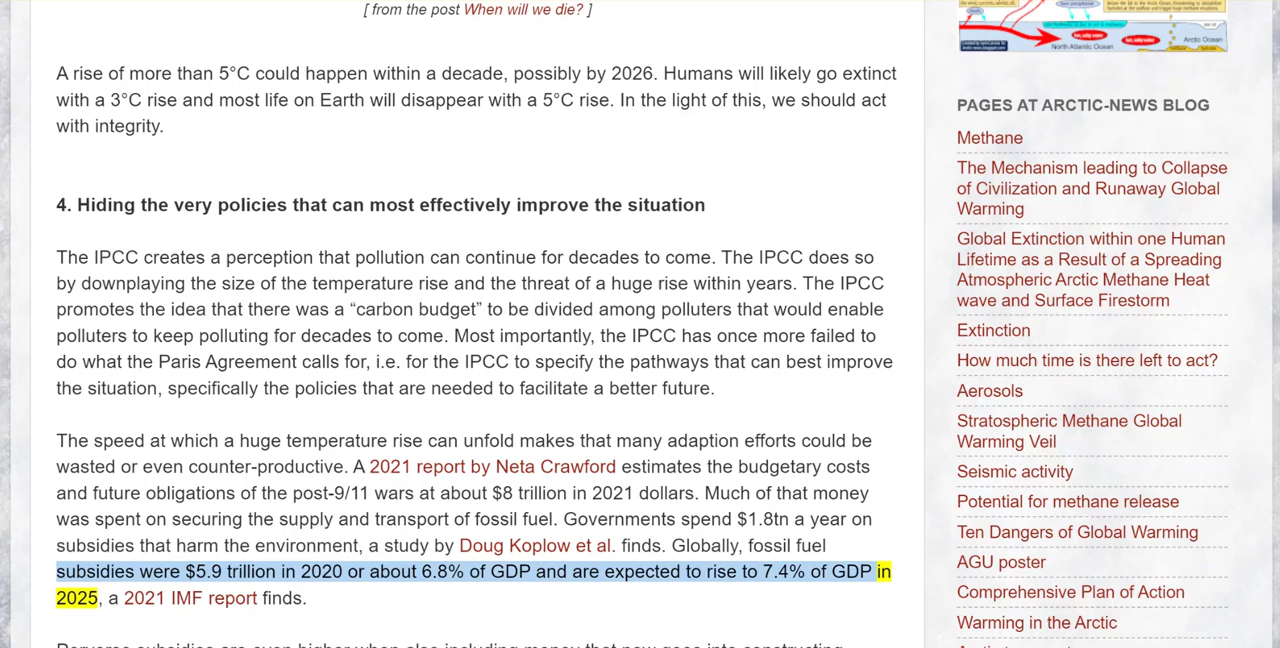 [ from the post When will we die? ]
A rise of more than 5°C could happen within a decade, possibly by 2026. Humans will likely go extinct
with a 3°C rise and most life on Earth will disappear with a 5°C rise. In the light of this, we should act
with integrity.
4. Hiding the very policies that can most effectively improve the situation
The IPCC creates a perception that pollution can continue for decades to come. The IPCC does so
by downplaying the size of the temperature rise and the threat of a huge rise within years. The IPCC
promotes the idea that there was a “carbon budget” to be divided among polluters that would enable
polluters to keep polluting for decades to come. Most importantly, the IPCC has once more failed to
do what the Paris Agreement calls for, i.e. for the IPCC to specify the pathways that can best improve
the situation, specifically the policies that are needed to facilitate a better future.
The speed at which a huge temperature rise can unfold makes that many adaption efforts could be
wasted or even counter-productive. A 2021 report by Neta Crawford estimates the budgetary costs
and future obligations of the post-9/11 wars at about $8 trillion in 2021 dollars. Much of that money
was spent on securing the supply and transport of fossil fuel. Governments spend $1.8tn a year on
subsidies that harm the environment, a study by Doug Koplow et al. finds. Globally, fossil fuel
subsidies were $5.9 trillion in 2020 or about 6.8% of GDP and are expected to rise to 7.4% of GDP in
2025, a 2021 IMF report finds.
North Atlantic Ocean
Arctic Ocean
PAGES AT ARCTIC-NEWS BLOG
Methane
The Mechanism leading to Collapse
of Civilization and Runaway Global
Warming
Global Extinction within one Human
Lifetime as a Result of a Spreading
Atmospheric Arctic Methane Heat
wave and Surface Firestorm
Extinction
How much time is there left to act?
Aerosols
Stratospheric Methane Global
Warming Veil
Seismic activity
Potential for methane release
Ten Dangers of Global Warming
AGU poster
Comprehensive Plan of Action
Warming in the Arctic